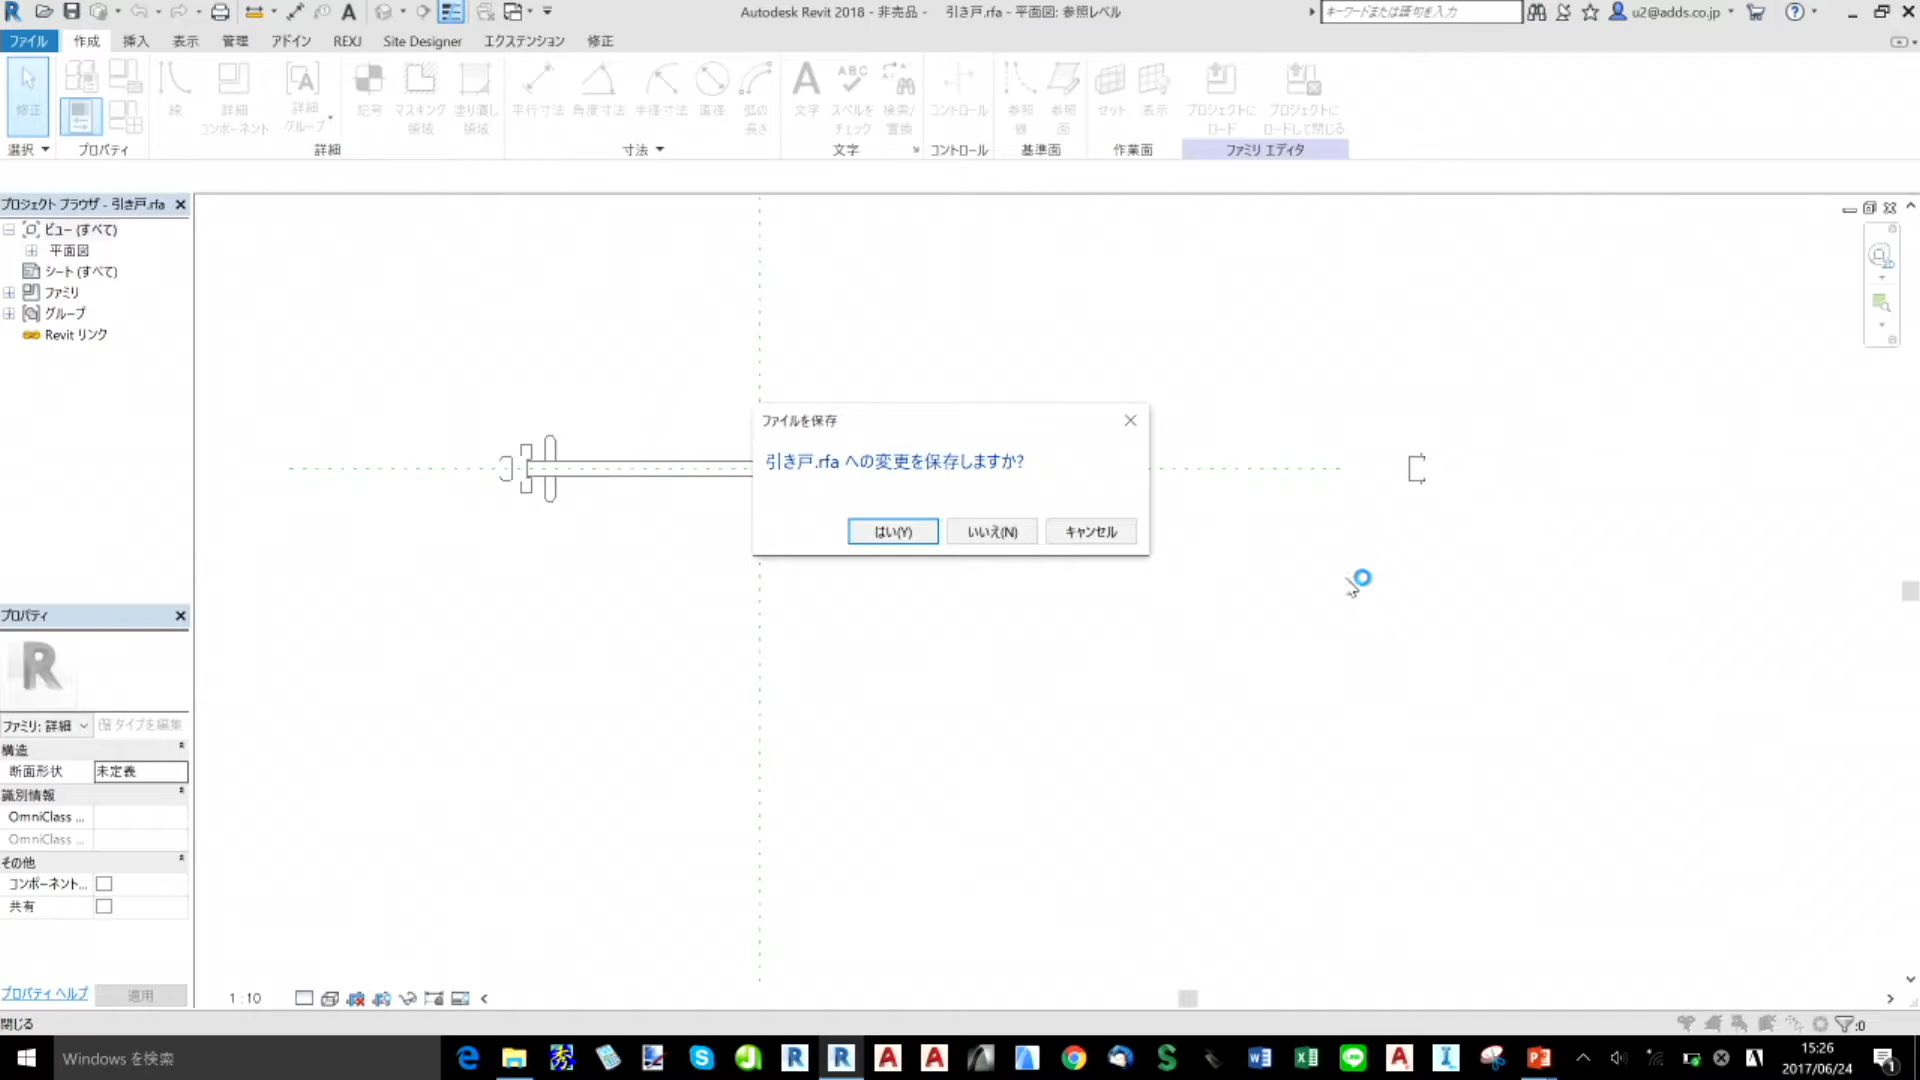 Autodesk Revit 2018 - 非売品 -    引き戸.rfa - 平面図: 参照レベル
キーワードまたは語句を入力
u2@adds.co.jp
ファイル 作成 挿入 表示 管理 アドイン REXJ Site Designer エクステンション 修正
修正
線
詳細
コンポーネント
詳細
グループ
記号
マスキング
領域
塗り潰し
領域
平行寸法
角度寸法
半径寸法
直径
弧の
長さ
文字
スペルを
チェック
検索/
置換
コントロール
参照
線
参照
面
セット
表示
プロジェクトに
ロード
プロジェクトに
ロードして閉じる
選択 プロパティ 詳細 寸法 文字 コントロール 基準面 作業面 ファミリ エディタ
プロジェクト ブラウザ - 引き戸.rfa
ビュー (すべて)
平面図
シート (すべて)
ファミリ
グループ
Revit リンク
ファイルを保存
引き戸.rfa への変更を保存しますか?
はい(Y) いいえ(N) キャンセル
プロパティ
ファミリ: 詳細 タイプを編集
構造
断面形状 未定義
識別情報
OmniClass ...
OmniClass ...
その他
コンポーネント...
共有
プロパティ ヘルプ 適用
1 : 10
閉じる
:0
Windows を検索
15:26
2017/06/24